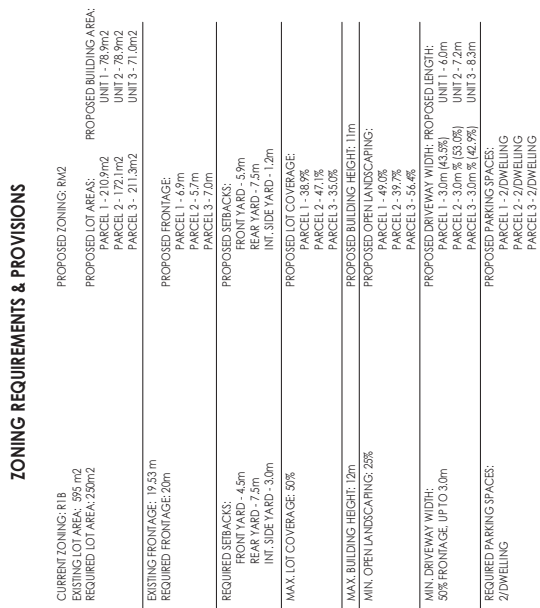 ZONING REQUIREMENTS & PROVISIONS
CURRENT ZONING: R1B
EXISTING LOT AREA: 595 m2
REQUIRED LOT AREA: 250m2
PROPOSED ZONING: RM2
PROPOSED LOT AREAS:
PARCEL 1 - 210.9m2
PARCEL 2 - 172.1m2
PARCEL 3 - 211.3m2
PROPOSED BUILDING AREA:
UNIT 1 - 78.9m2
UNIT 2 - 78.9m2
UNIT 3 - 71.0m2
EXISTING FRONTAGE: 19.53 m
REQUIRED FRONTAGE: 20m
PROPOSED FRONTAGE:
PARCEL 1 - 6.9m
PARCEL 2 - 5.7m
PARCEL 3 - 7.0m
REQUIRED SETBACKS:
FRONT YARD - 4.5m
REAR YARD - 7.5m
INT. SIDE YARD - 3.0m
PROPOSED SETBACKS:
FRONT YARD - 5.9m
REAR YARD - 7.5m
INT. SIDE YARD - 1.2m
MAX. LOT COVERAGE: 50%
PROPOSED LOT COVERAGE:
PARCEL 1 - 38.9%
PARCEL 2 - 47.1%
PARCEL 3 - 35.0%
MAX. BUILDING HEIGHT: 12m
PROPOSED BUILDING HEIGHT: 11m
MIN. OPEN LANDSCAPING: 25%
PROPOSED OPEN LANDSCAPING:
PARCEL 1 - 49.0%
PARCEL 2 - 39.7%
PARCEL 3 - 56.4%
MIN. DRIVEWAY WIDTH:
50% FRONTAGE, UP TO 3.0m
PROPOSED DRIVEWAY WIDTH:
PARCEL 1 - 3.0m (43.5%)
PARCEL 2 - 3.0m % (53.0%)
PARCEL 3 - 3.0m % (42.9%)
PROPOSED LENGTH:
UNIT 1 - 6.0m
UNIT 2 - 7.2m
UNIT 3 - 8.3m
REQUIRED PARKING SPACES:
2/DWELLING
PROPOSED PARKING SPACES:
PARCEL 1 - 2/DWELLING
PARCEL 2 - 2/DWELLING
PARCEL 3 - 2/DWELLING